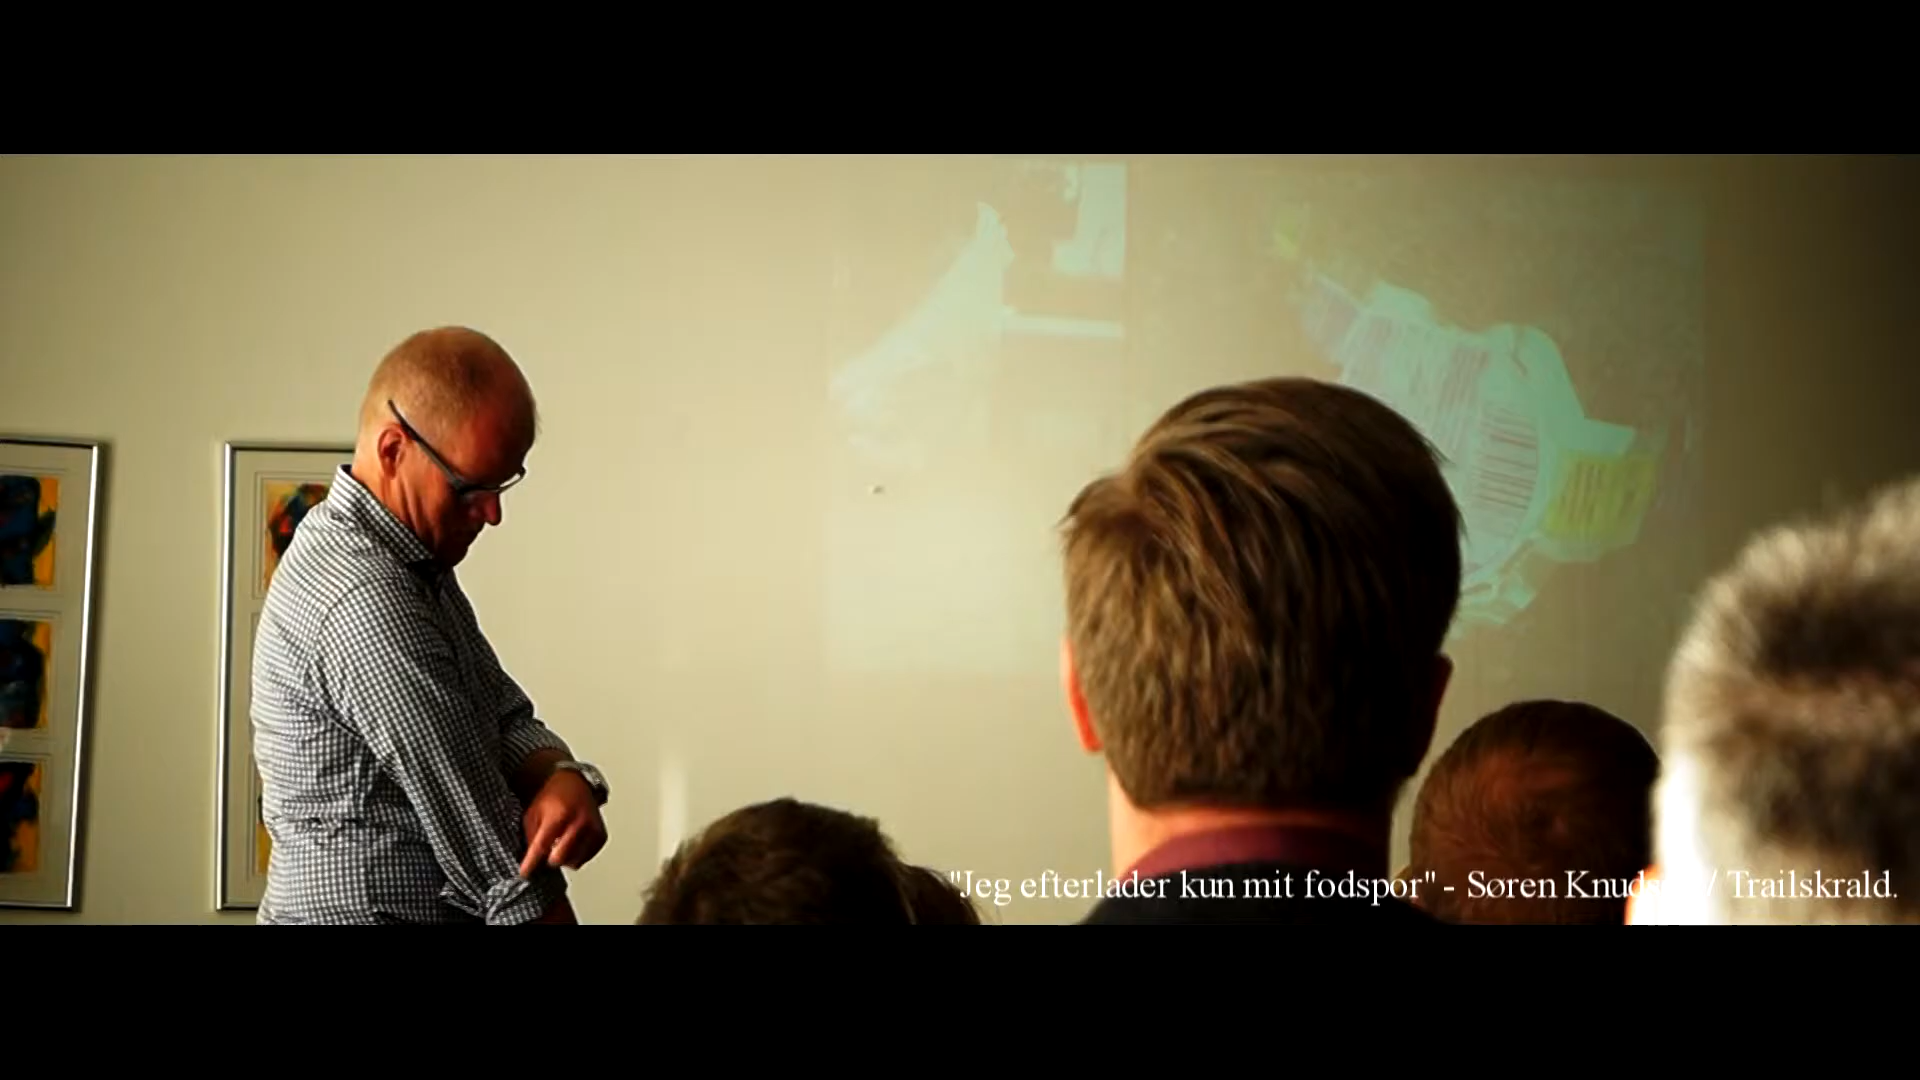 "Jeg efterlader kun mit fodspor" - Søren / Trailskrald.